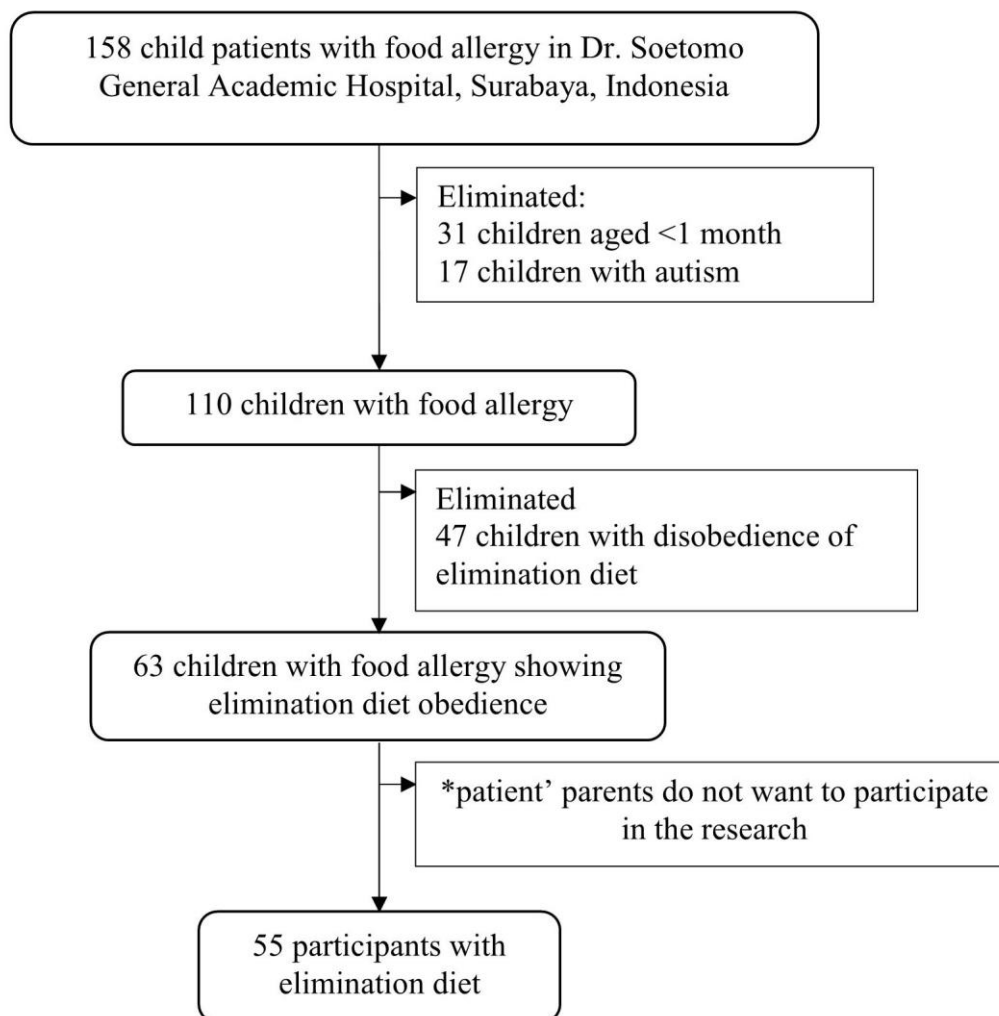 158 child patients with food allergy in Dr. Soetomo
General Academic Hospital, Surabaya, Indonesia
Eliminated:
31 children aged <1 month
17 children with autism
110 children with food allergy
Eliminated
47 children with disobedience of
elimination diet
63 children with food allergy showing
elimination diet obedience
*patient’ parents do not want to participate
in the research
55 participants with
elimination diet